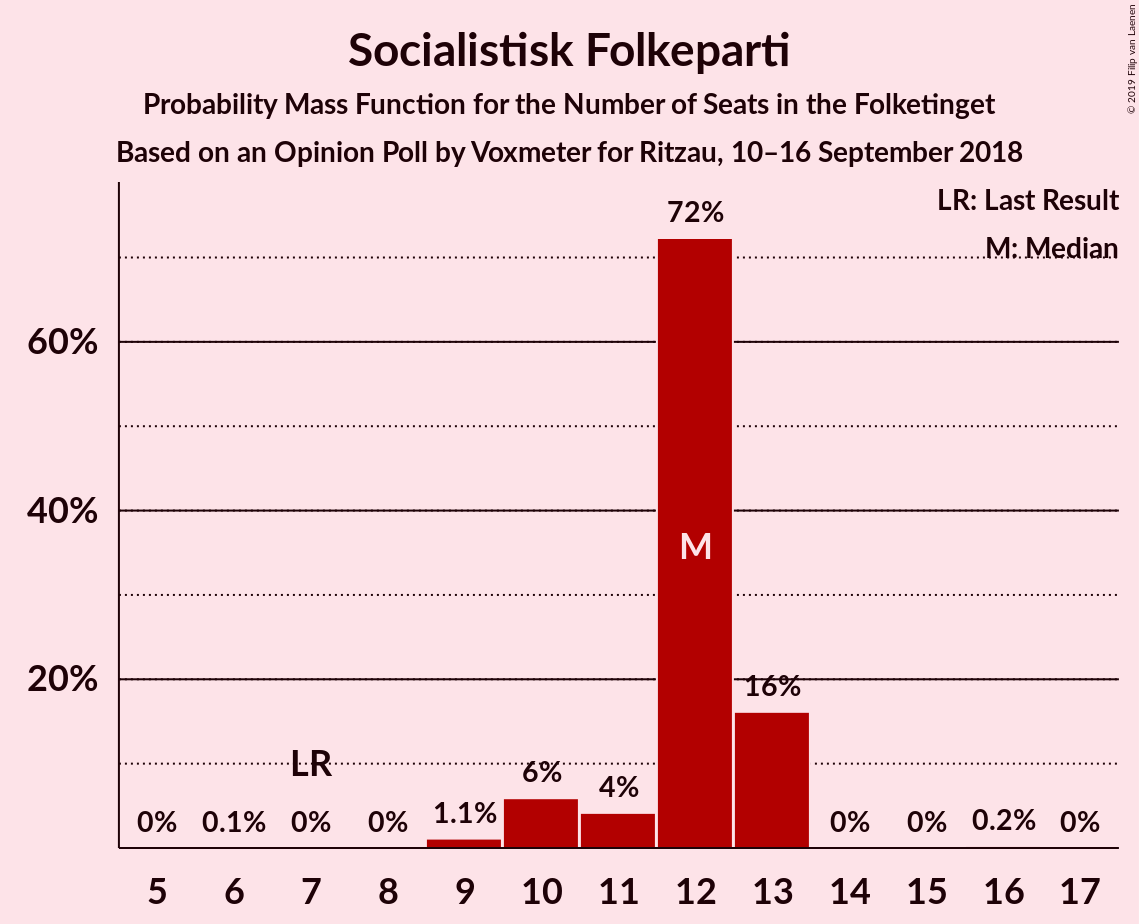 Socialistisk Folkeparti
Probability Mass Function for the Number of Seats in the Folketinget
Based on an Opinion Poll by Voxmeter for Ritzau, 10–16 September 2018
© 2019 Filip van Laenen
LR: Last Result
M: Median
72%
60%
40%
M
20%
16%
LR
6%
4%
0% 0.1% 0% 0% 1.1% 0% 0% 0.2% 0%
5 6 7 8 9 10 11 12 13 14 15 16 17